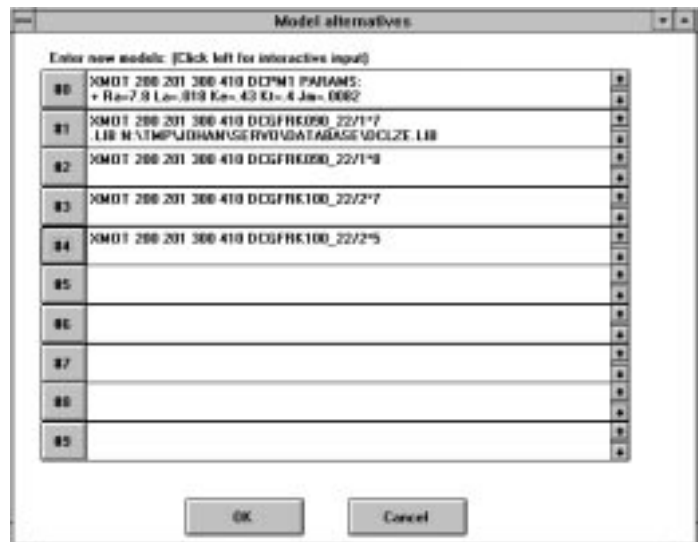 Model alternatives
Enter new models: (Click left for interactive input)
#0
XMOT 200 201 300 410 DCPM1 PARAMS:
+ Ra=7.8 La=.018 Ke=.43 Kt=.4 Jm=.0082
#1
XMOT 200 201 300 410 DCGFRK090_22/1*7
.LIB N:\TMP\JOHAN\SERVO\DATABASE\DCLZE.LIB
#2
XMOT 200 201 300 410 DCGFRK090_22/1*8
#3
XMOT 200 201 300 410 DCGFRK100_22/2*7
#4
XMOT 200 201 300 410 DCGFRK100_22/2*5
#5
#6
#7
#8
#9
OK
Cancel